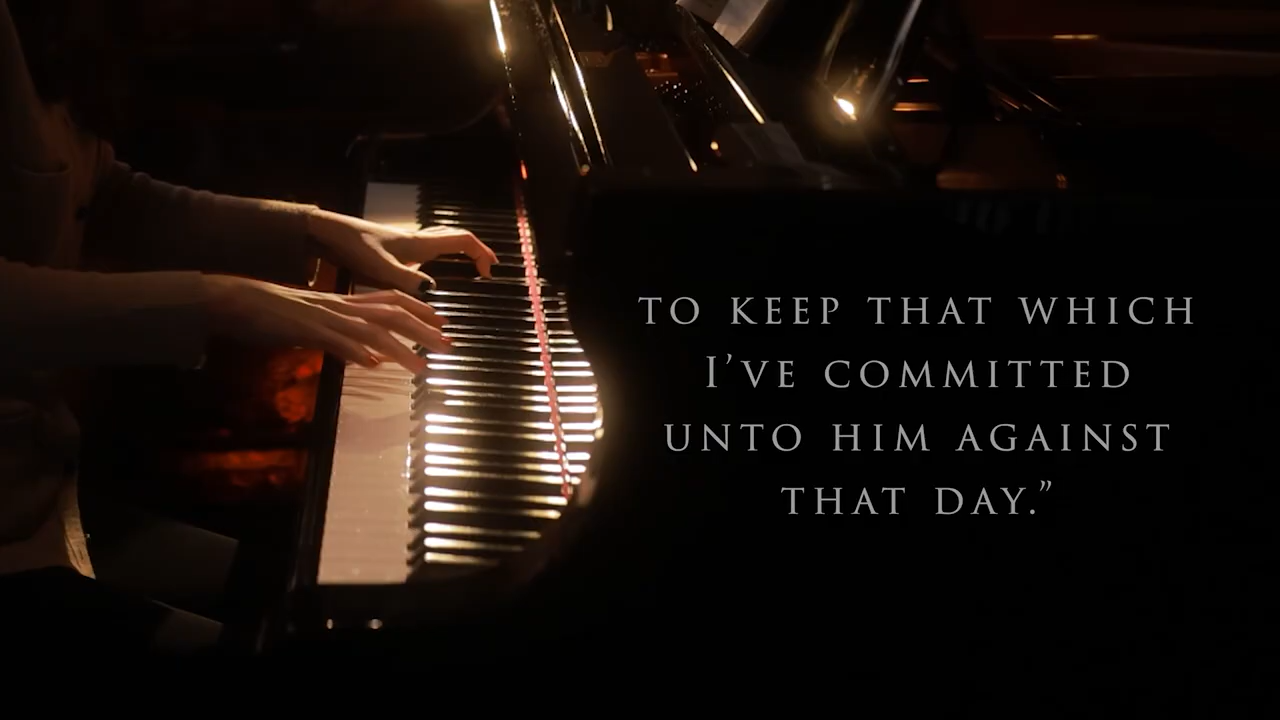 TO KEEP THAT WHICH
I’VE COMMITTED
UNTO HIM AGAINST
THAT DAY.”